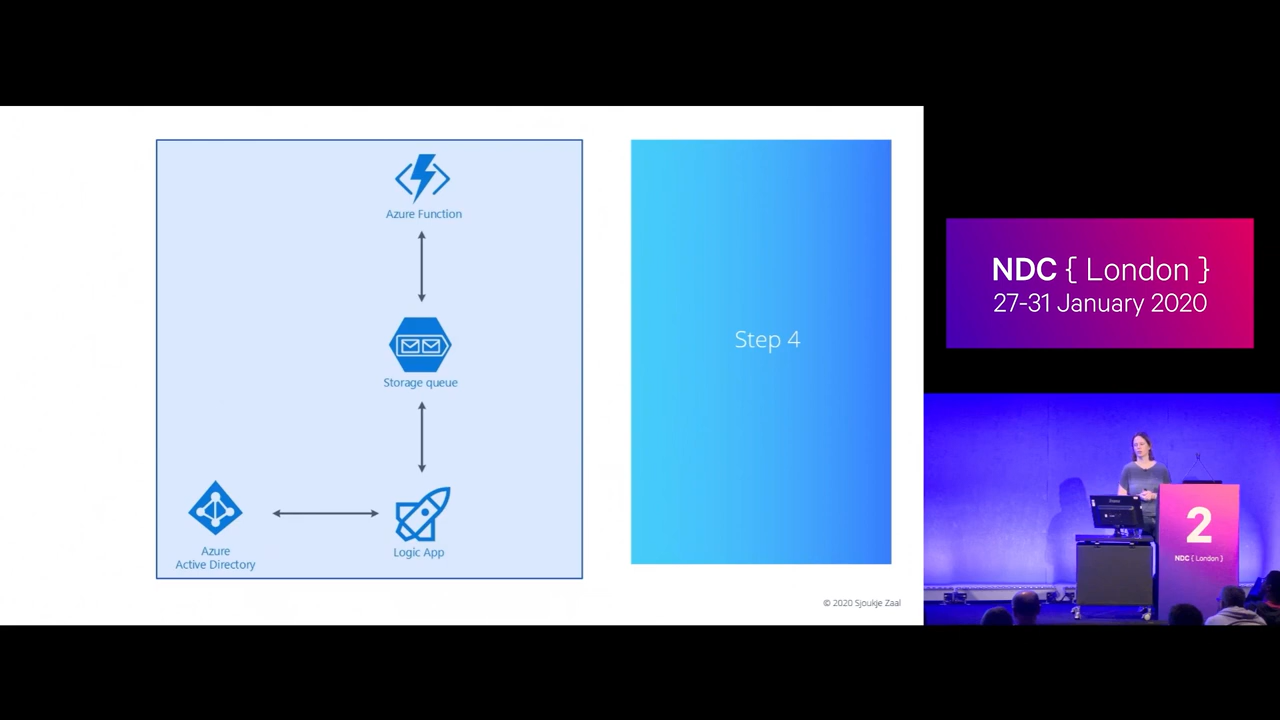 Azure Function
Storage queue
Azure
Active Directory
Logic App
Step 4
© 2020 Sjoukje Zaal
NDC { London }
27-31 January 2020
2
NDC { London }